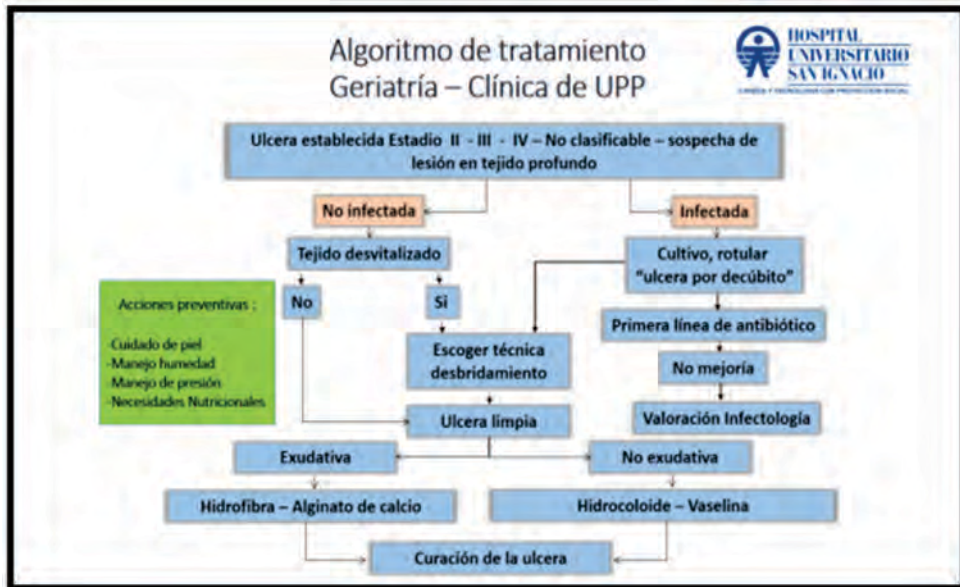 Algoritmo de tratamiento
Geriatría – Clínica de UPP
HOSPITAL
UNIVERSITARIO
SAN IGNACIO
Ulcera establecida Estadio II - III - IV – No clasificable – sospecha de
lesión en tejido profundo
No infectada
Infectada
Tejido desvitalizado
Cultivo, rotular
“ulcera por decúbito”
Acciones preventivas :
-Cuidado de piel
-Manejo humedad
-Manejo de presión
-Necesidades Nutricionales
No
Si
Primera línea de antibiótico
Escoger técnica
desbridamiento
No mejoría
Ulcera limpia
Valoración Infectología
Exudativa
No exudativa
Hidrofibra – Alginato de calcio
Hidrocoloide – Vaselina
Curación de la ulcera